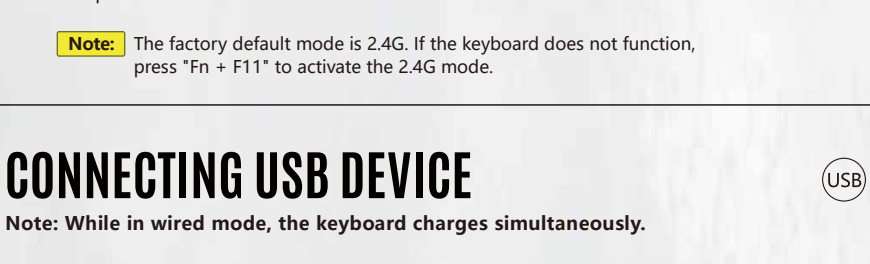 Note: The factory default mode is 2.4G. If the keyboard does not function,
press "Fn + F11" to activate the 2.4G mode.
CONNECTING USB DEVICE
USB
Note: While in wired mode, the keyboard charges simultaneously.